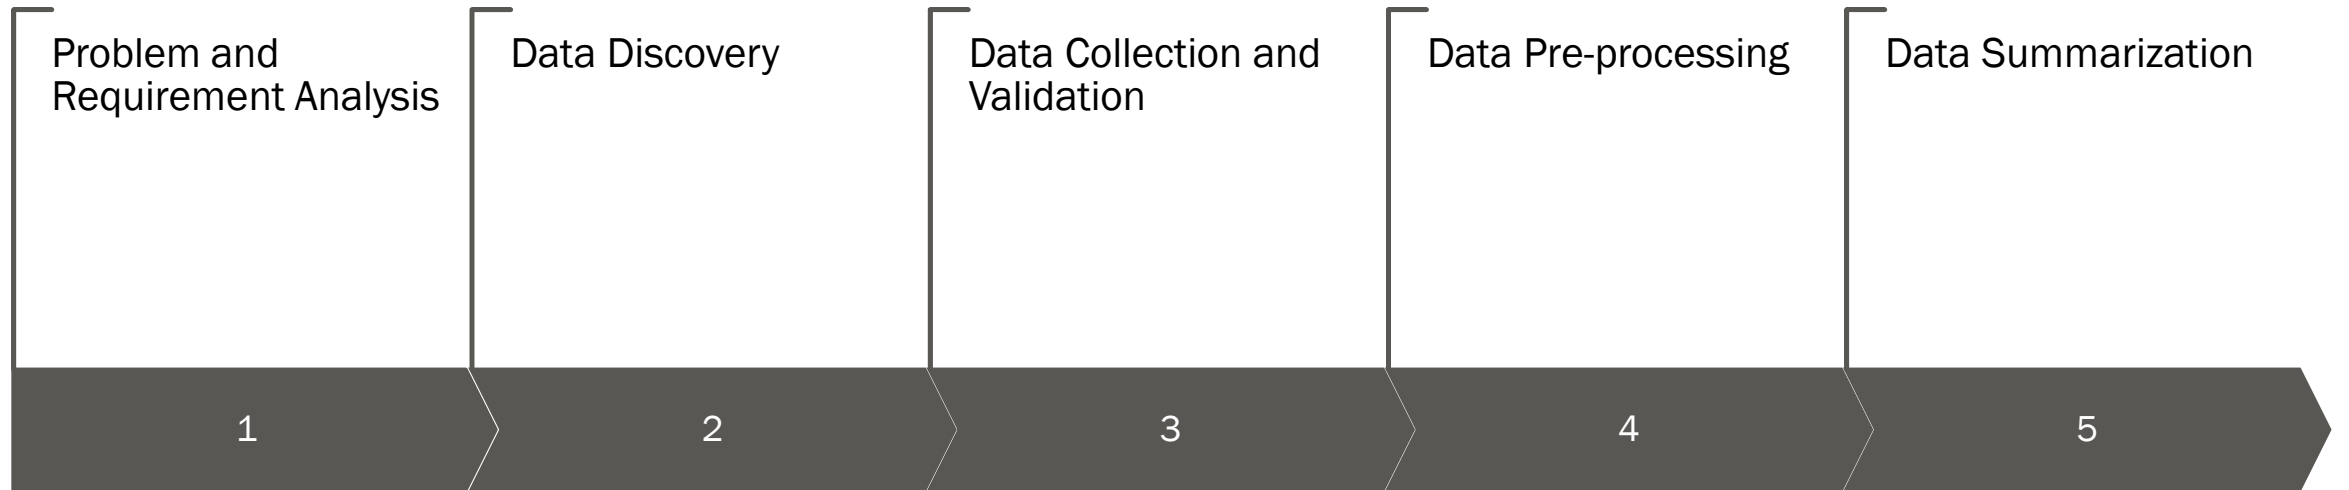 Problem and
Requirement Analysis
Data Discovery
Data Collection and
Validation
Data Pre-processing
Data Summarization
1
2
3
4
5